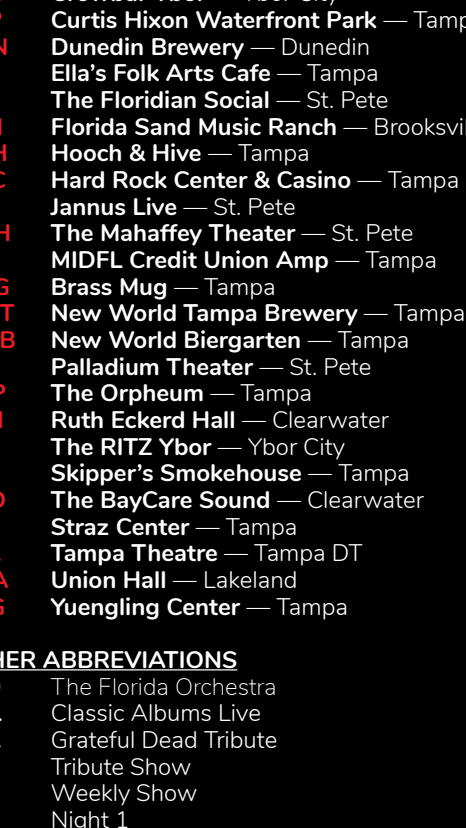 Curtis Hixon Waterfront Park —
N Dunedin Brewery — Dunedin
Ella’s Folk Arts Cafe — Tampa
The Floridian Social — St. Pete
Florida Sand Music Ranch —
H Hooch & Hive — Tampa
C Hard Rock Center & Casino — Tampa
Jannus Live — St. Pete
H The Mahaffey Theater — St. Pete
MIDFL Credit Union Amp — Tampa
G Brass Mug — Tampa
T New World Tampa Brewery — Tampa
B New World Biergarten — Tampa
Palladium Theater — St. Pete
P The Orpheum — Tampa
Ruth Eckerd Hall — Clearwater
The RITZ Ybor — Ybor City
Skipper’s Smokehouse — Tampa
The BayCare Sound — Clearwater
Straz Center — Tampa
Tampa Theatre — Tampa DT
A Union Hall — Lakeland
G Yuengling Center — Tampa
HER ABBREVIATIONS
The Florida Orchestra
Classic Albums Live
Grateful Dead Tribute
Tribute Show
Weekly Show
Night 1